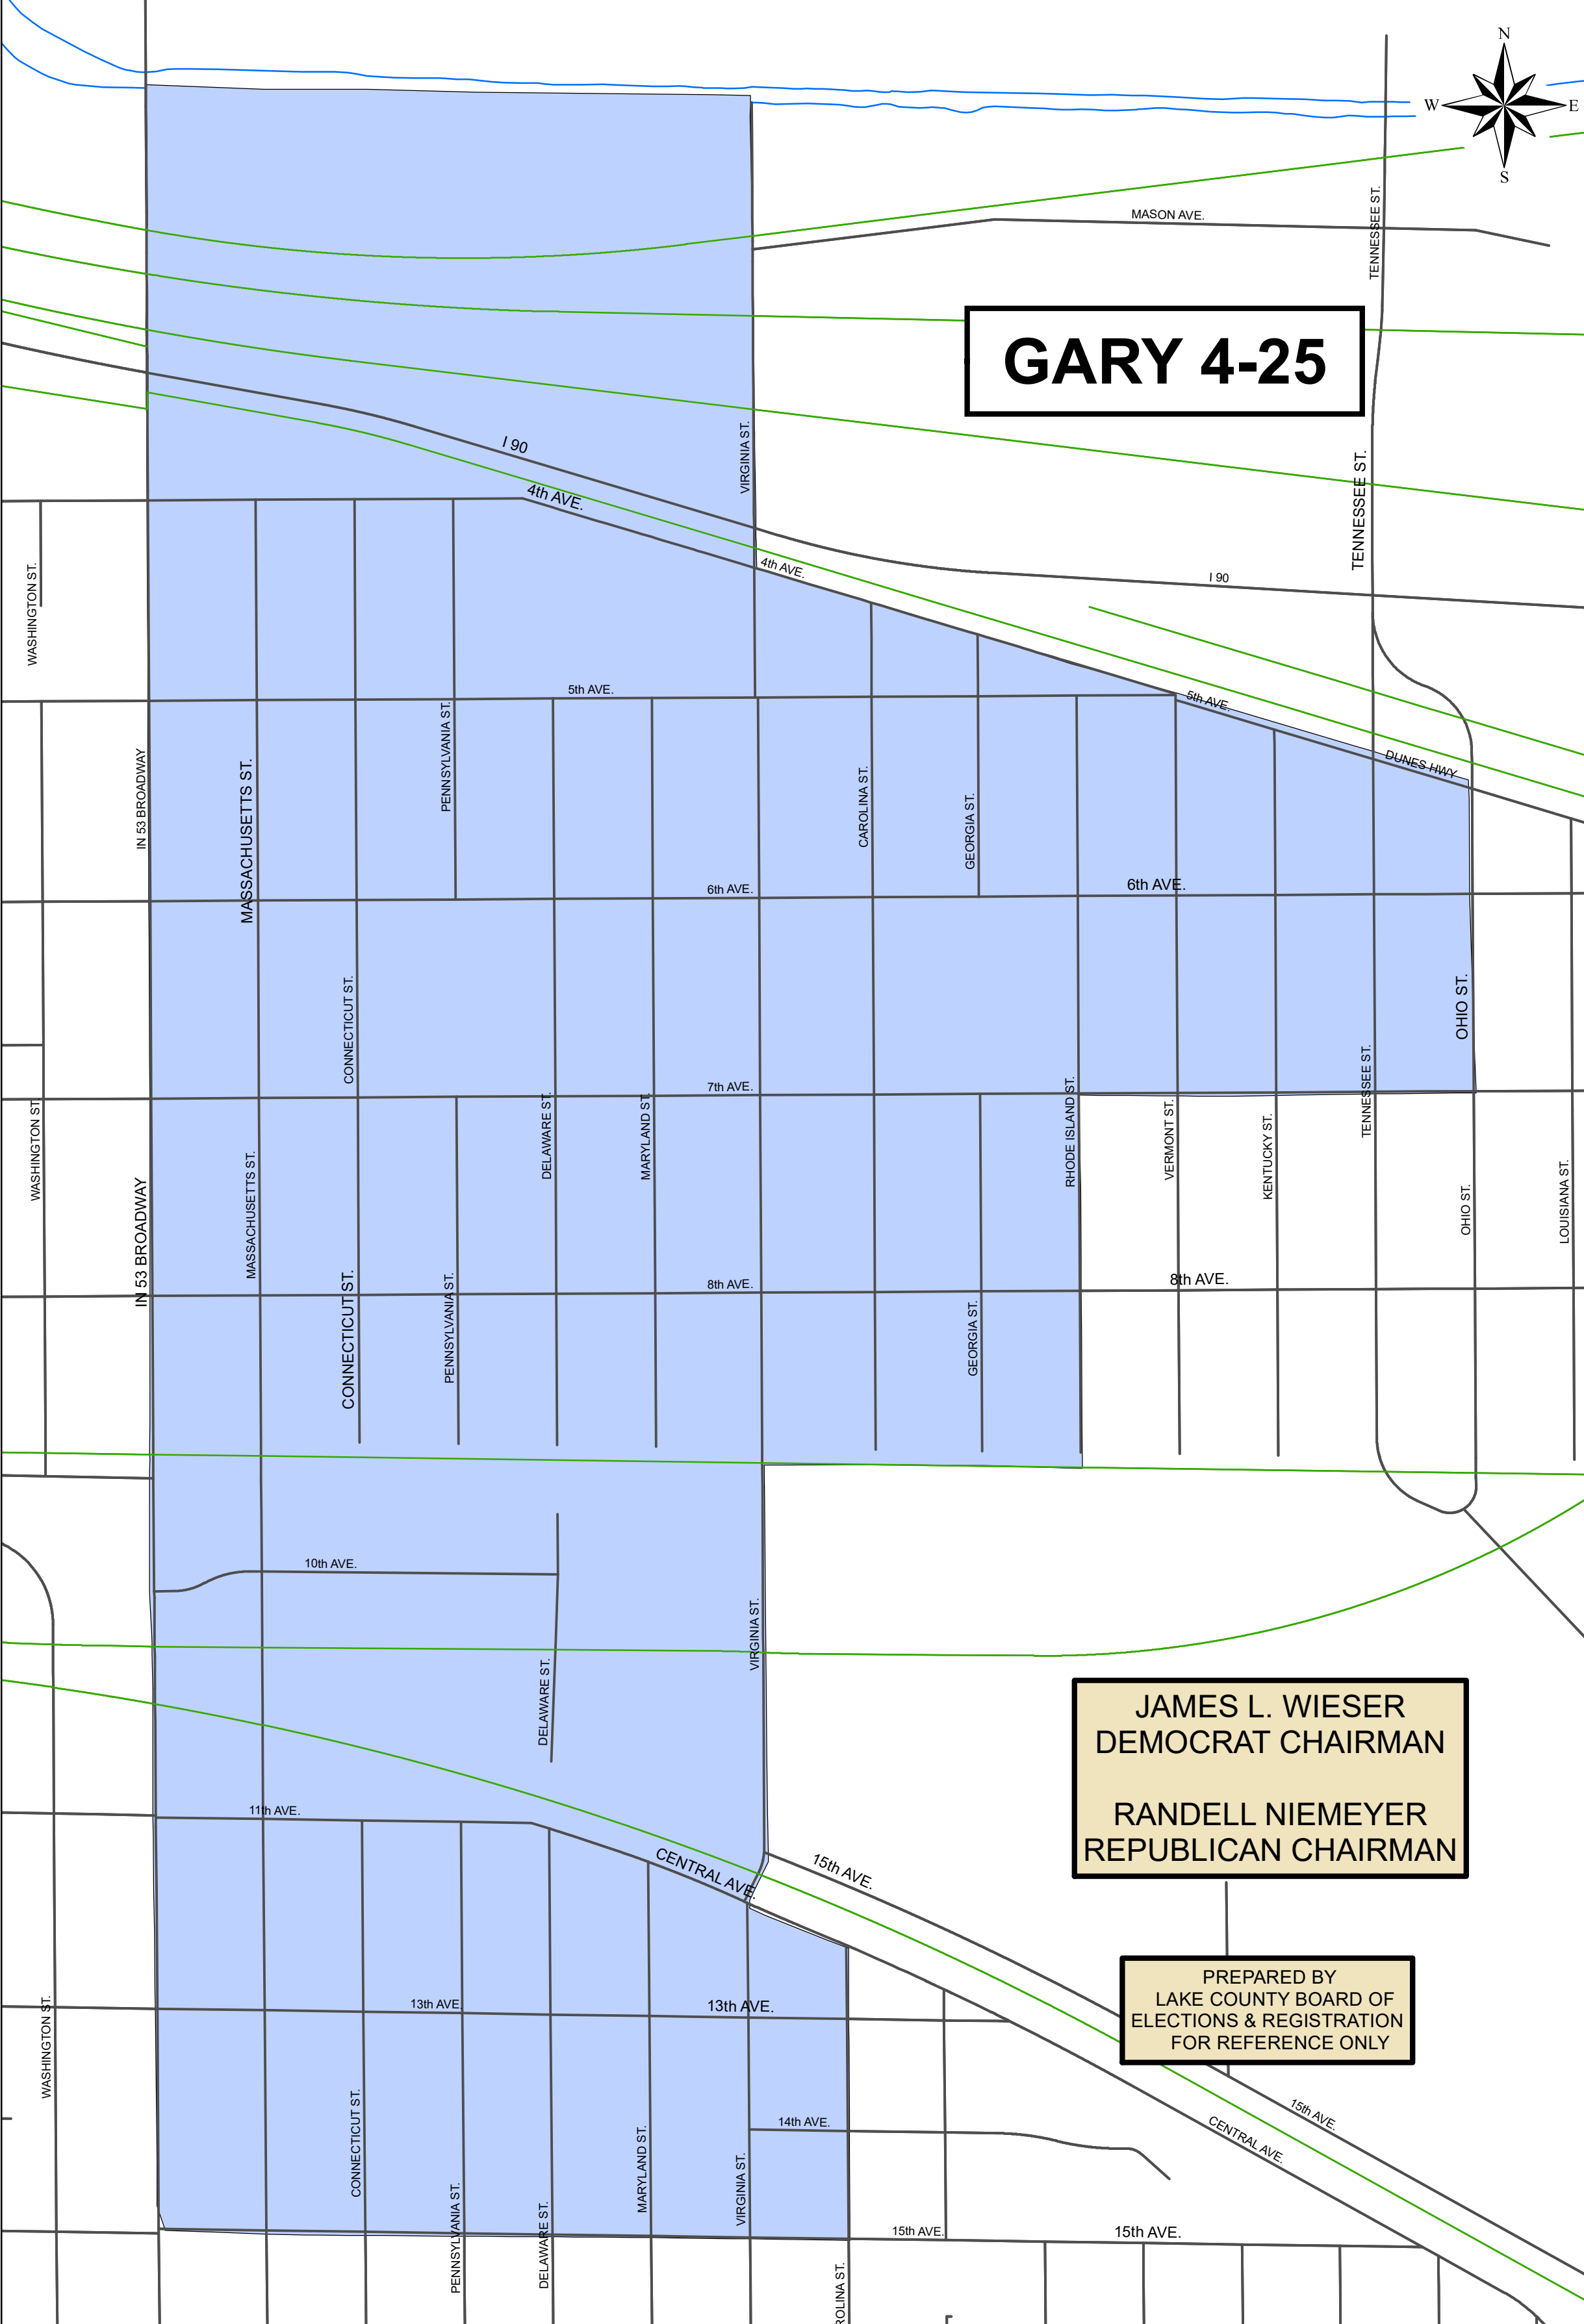 N
W
E
S
MASON AVE.
TENNESSEE ST.
GARY 4-25
I 90
VIRGINIA ST.
4th AVE.
TENNESSEE ST.
4th AVE.
I 90
WASHINGTON ST.
5th AVE.
5th AVE.
PENNSYLVANIA ST.
IN 53 BROADWAY
MASSACHUSETTS ST.
CAROLINA ST.
GEORGIA ST.
DUNES HWY
6th AVE.
6th AVE.
CONNECTICUT ST.
OHIO ST.
7th AVE.
WASHINGTON ST.
DELAWARE ST.
MARYLAND ST.
RHODE ISLAND ST.
VERMONT ST.
KENTUCKY ST.
TENNESSEE ST.
OHIO ST.
LOUISIANA ST.
IN 53 BROADWAY
MASSACHUSETTS ST.
CONNECTICUT ST.
PENNSYLVANIA ST.
8th AVE.
8th AVE.
GEORGIA ST.
10th AVE.
DELAWARE ST.
VIRGINIA ST.
JAMES L. WIESER
DEMOCRAT CHAIRMAN
RANDELL NIEMEYER
REPUBLICAN CHAIRMAN
11th AVE.
CENTRAL AVE.
15th AVE.
PREPARED BY
LAKE COUNTY BOARD OF
ELECTIONS & REGISTRATION
FOR REFERENCE ONLY
WASHINGTON ST.
13th AVE.
13th AVE.
CONNECTICUT ST.
PENNSYLVANIA ST.
DELAWARE ST.
MARYLAND ST.
VIRGINIA ST.
14th AVE.
15th AVE.
CENTRAL AVE.
15th AVE.
15th AVE.
ROLINA ST.